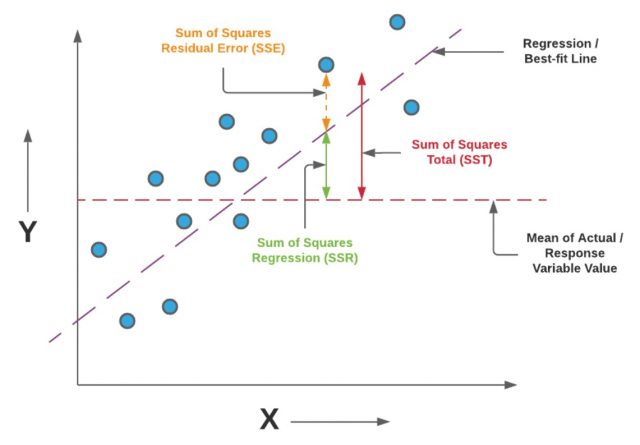 Sum of Squares
Residual Error (SSE)
Regression /
Best-fit Line
Sum of Squares
Total (SST)
Y
Sum of Squares
Regression (SSR)
Mean of Actual /
Response
Variable Value
X